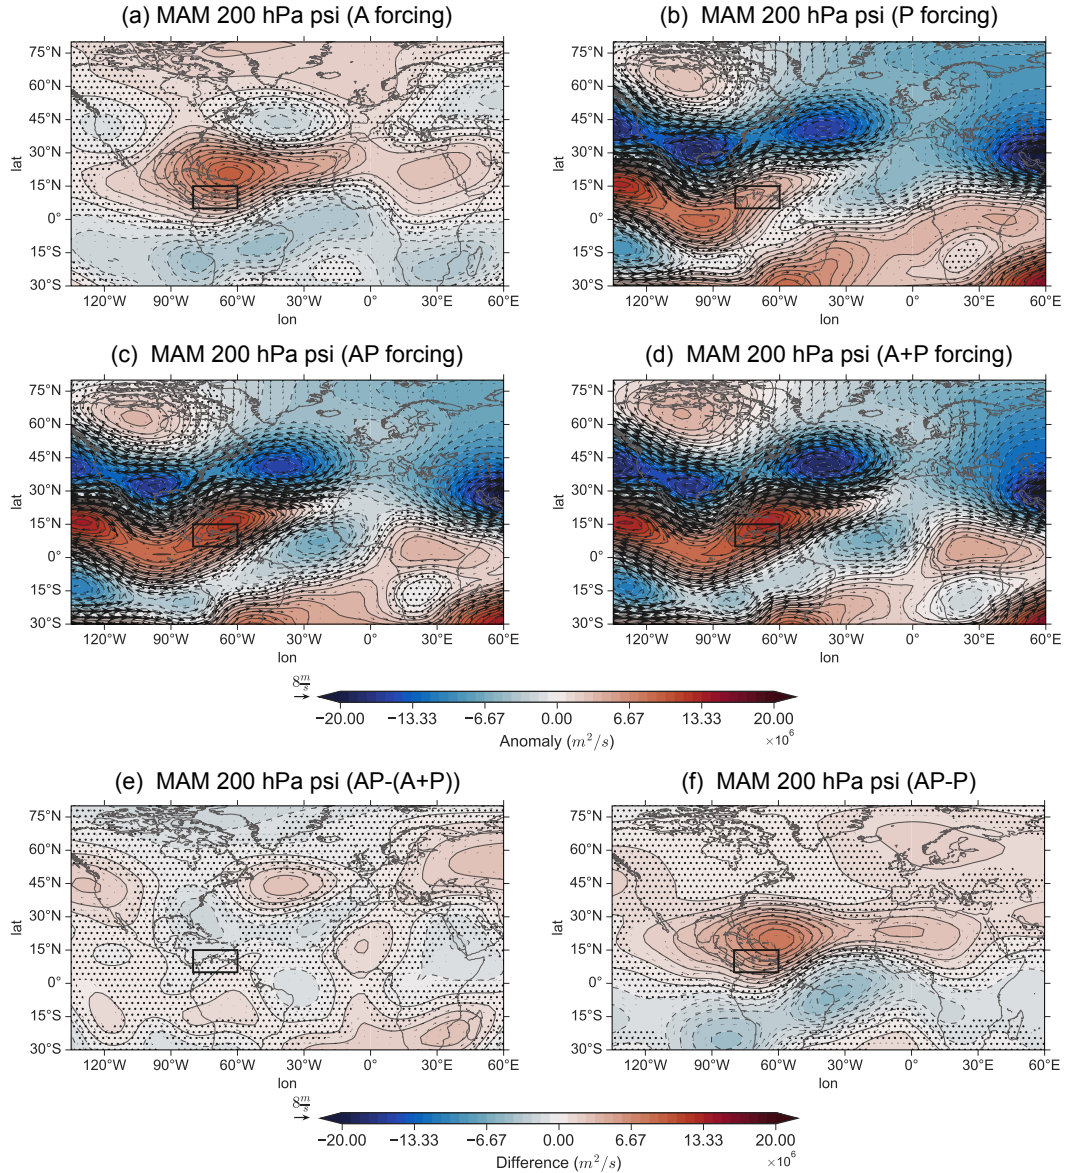 (a) MAM 200 hPa psi (A forcing)
(b) MAM 200 hPa psi (P forcing)
75°N
60°N
45°N
30°N
15°N
0°
15°S
30°S
lat
120°W 90°W 60°W 30°W 0° 30°E 60°E
lon
75°N
60°N
45°N
30°N
15°N
0°
15°S
30°S
lat
120°W 90°W 60°W 30°W 0° 30°E 60°E
lon
(c) MAM 200 hPa psi (AP forcing)
(d) MAM 200 hPa psi (A+P forcing)
75°N
60°N
45°N
30°N
15°N
0°
15°S
30°S
lat
120°W 90°W 60°W 30°W 0° 30°E 60°E
lon
75°N
60°N
45°N
30°N
15°N
0°
15°S
30°S
lat
120°W 90°W 60°W 30°W 0° 30°E 60°E
lon
8 m/s
−20.00 −13.33 −6.67 0.00 6.67 13.33 20.00
Anomaly (m²/s)
×10⁶
(e) MAM 200 hPa psi (AP-(A+P))
(f) MAM 200 hPa psi (AP-P)
75°N
60°N
45°N
30°N
15°N
0°
15°S
30°S
lat
120°W 90°W 60°W 30°W 0° 30°E 60°E
lon
75°N
60°N
45°N
30°N
15°N
0°
15°S
30°S
lat
120°W 90°W 60°W 30°W 0° 30°E 60°E
lon
8 m/s
−20.00 −13.33 −6.67 0.00 6.67 13.33 20.00
Difference (m²/s)
×10⁶